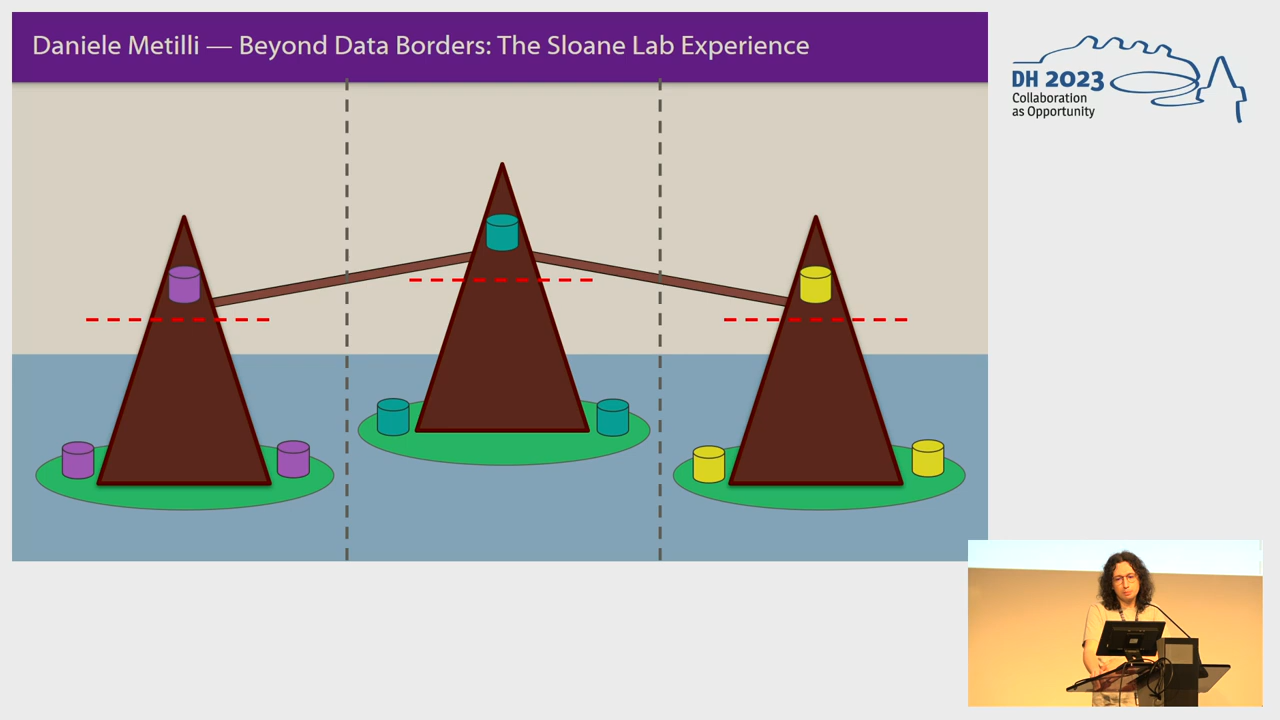 Daniele Metilli — Beyond Data Borders: The Sloane Lab Experience
DH 2023
Collaboration
as Opportunity